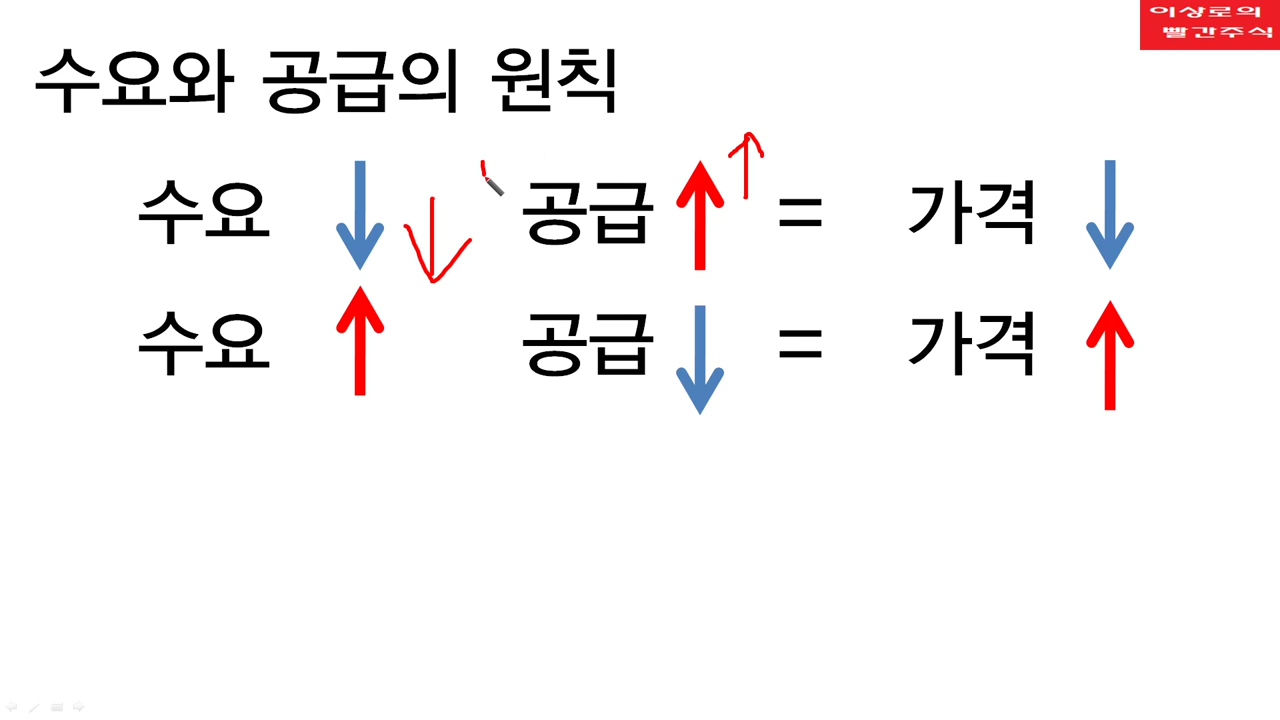 이상로의
빨간주식
수요와 공급의 원칙
수요 ↓ 공급 ↑ = 가격 ↓
수요 ↑ 공급 ↓ = 가격 ↑